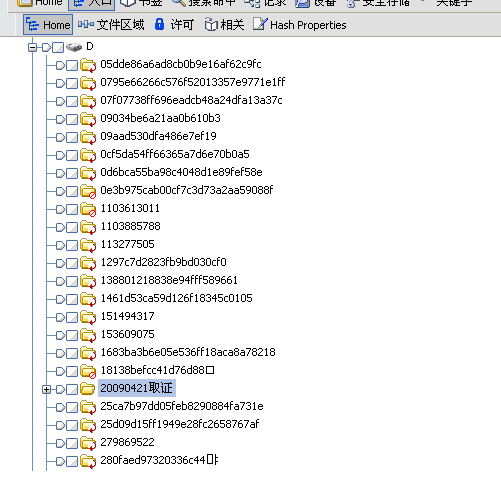 Home 入口 书签 搜索命中 记录 设备 安全存储 关键字
Home 文件区域 许可 相关 Hash Properties
D
05dde86a6ad8cb0b9e16af62c9fc
0795e66266c576f52013357e9771e1ff
07f07738ff696eadcb48a24dfa13a37c
09034be6a21aa0b610b3
09aad530dfa486e7ef19
0cf5da54ff66365a7d6e70b0a5
0d6bca55ba98c4048d1e89fef58e
0e3b975cab00cf7c3d73a2aa59088f
1103613011
1103885788
113277505
1297c7d2823fb9bd030cf0
138801218838e94fff589661
1461d53ca59d126f18345c0105
151494317
153609075
1683ba3b6e05e536ff18aca8a78218
18138befcc41d76d88
20090421取证
25ca7b97dd05feb8290884fa731e
25d09d15ff1949e28fc2658767af
279869522
280faed97320336c44